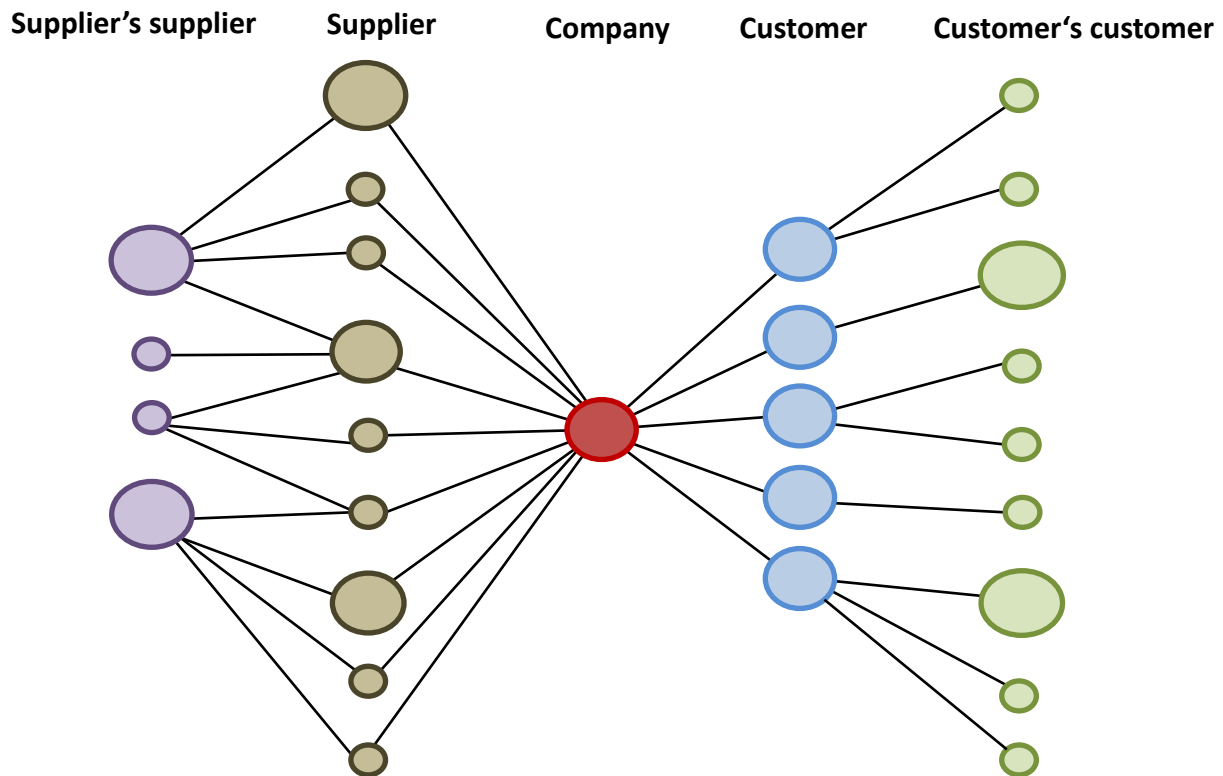 Supplier’s supplier
Supplier
Company
Customer
Customer‘s customer